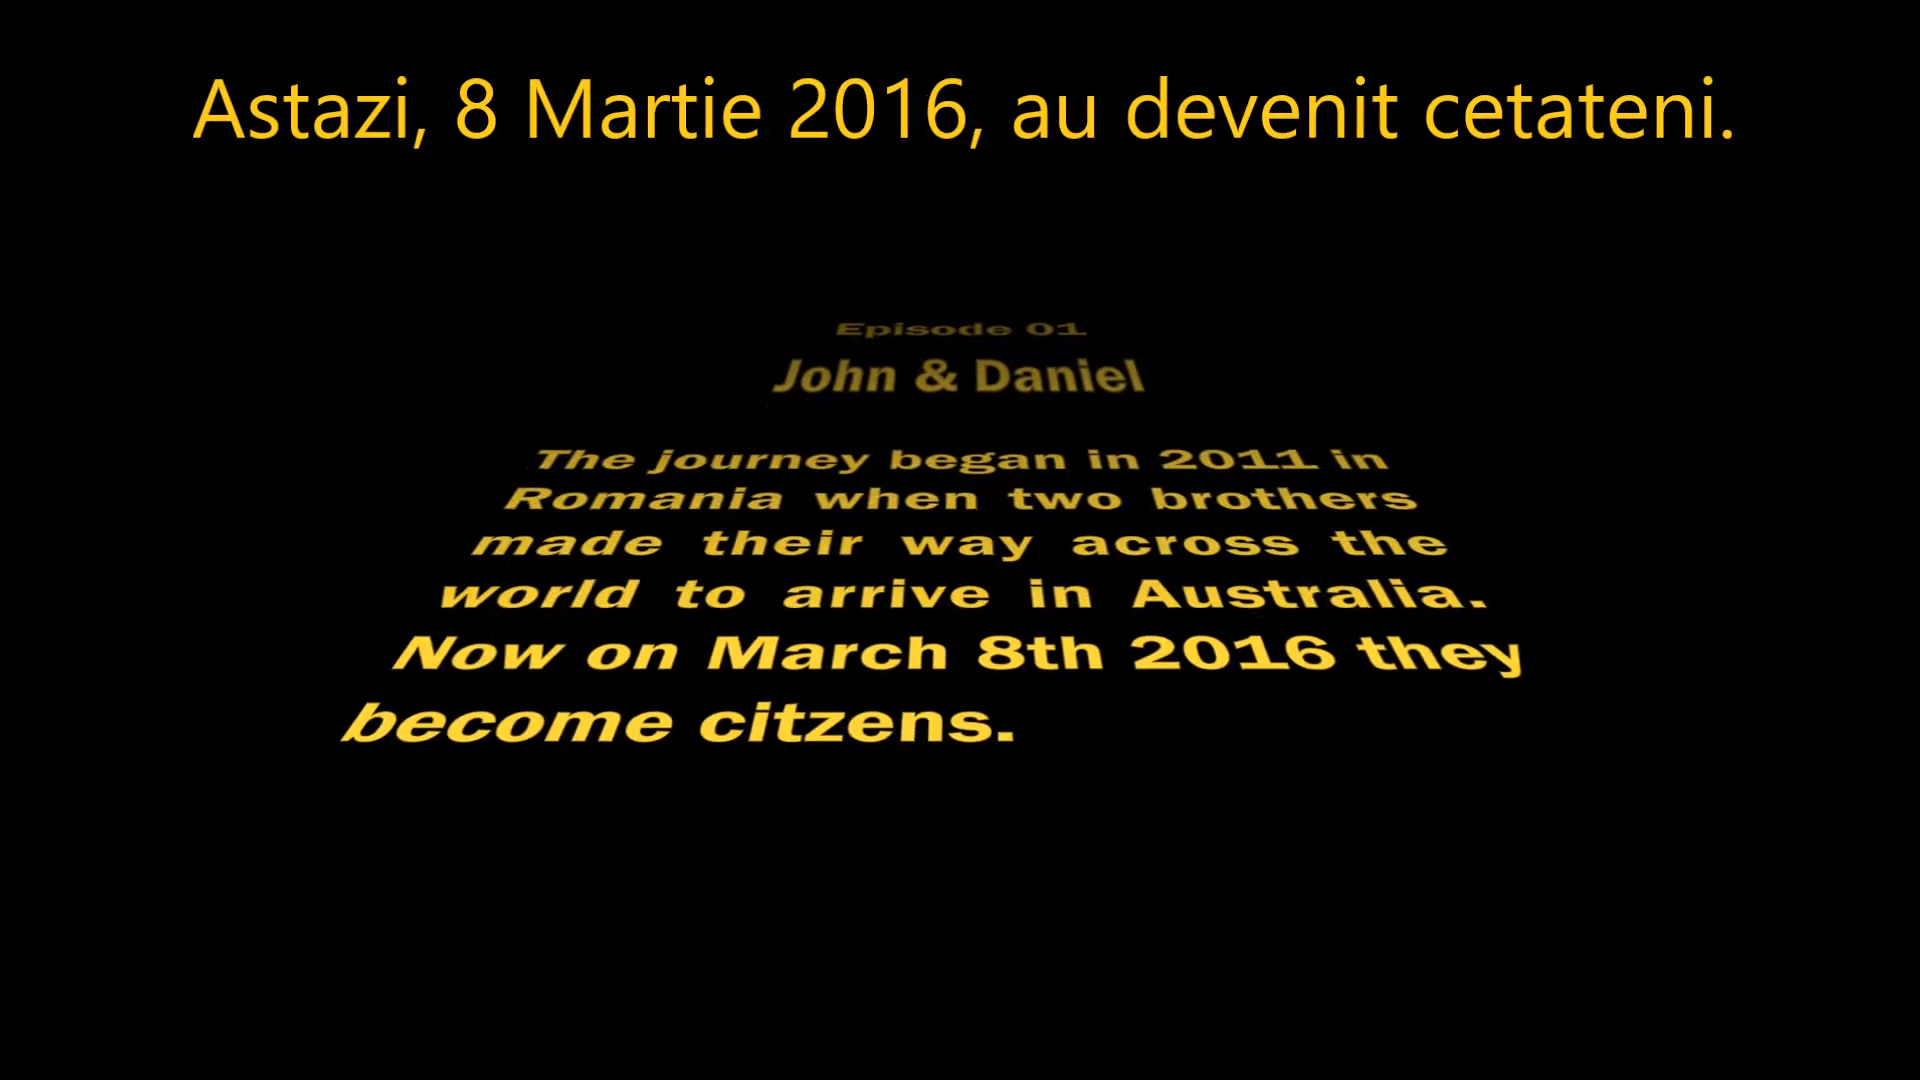 Astazi, 8 Martie 2016, au devenit cetateni.
Episode 01
John & Daniel
The journey began in 2011 in
Romania when two brothers
made their way across the
world to arrive in Australia.
Now on March 8th 2016 they
become citzens.